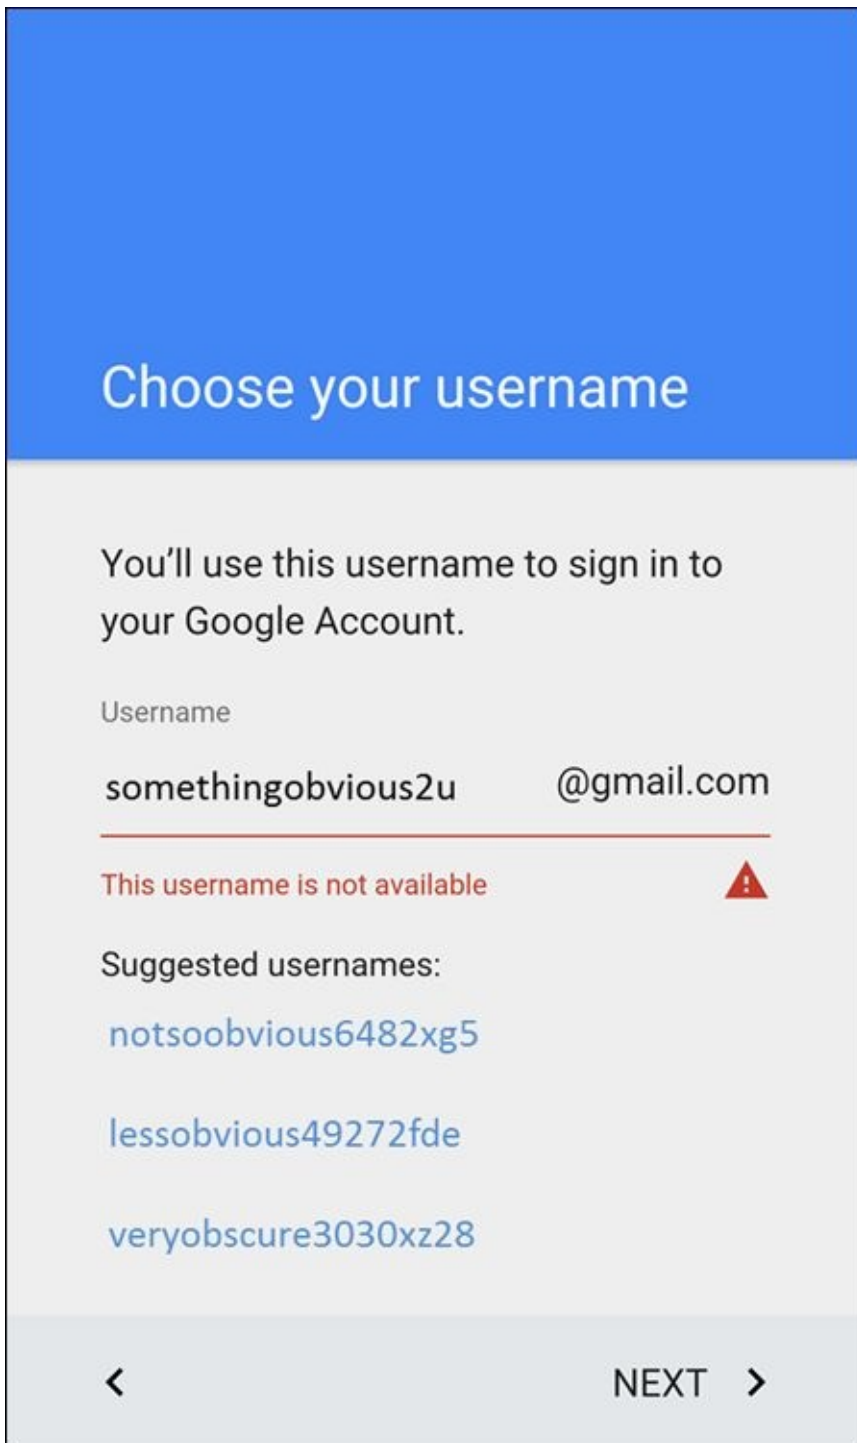 Choose your username
You’ll use this username to sign in to
your Google Account.
Username
somethingobvious2u @gmail.com
This username is not available
Suggested usernames:
notsoobvious6482xg5
lessobvious49272fde
veryobscure3030xz28
NEXT